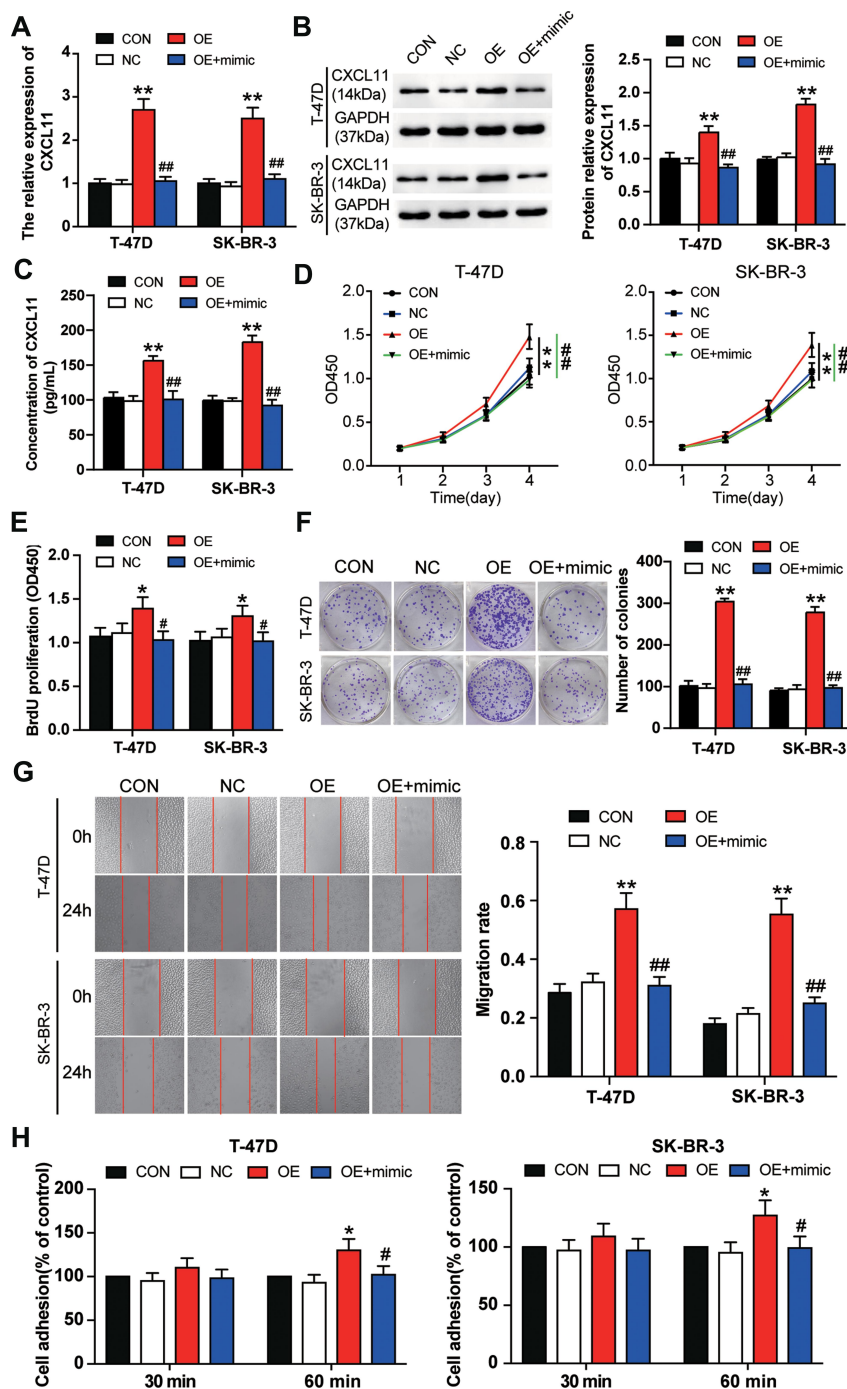 A
The relative expression of
CXCL11
CON
OE
NC
OE+mimic
4
3
2
1
0
**
##
**
##
T-47D
SK-BR-3
B
CON
NC
OE
OE+mimic
T-47D
CXCL11
(14kDa)
GAPDH
(37kDa)
SK-BR-3
CXCL11
(14kDa)
GAPDH
(37kDa)
Protein relative expression
of CXCL11
CON
OE
NC
OE+mimic
2.5
2.0
1.5
1.0
0.5
0.0
**
##
**
##
T-47D
SK-BR-3
C
Concentration of CXCL11
(pg/mL)
CON
OE
NC
OE+mimic
250
200
150
100
50
0
**
##
**
##
T-47D
SK-BR-3
D
T-47D
OD450
2.0
1.5
1.0
0.5
0.0
CON
NC
OE
OE+mimic
**
##
1 2 3 4
Time(day)
SK-BR-3
OD450
2.0
1.5
1.0
0.5
0.0
CON
NC
OE
OE+mimic
**
##
1 2 3 4
Time(day)
E
BrdU proliferation (OD450)
CON
OE
NC
OE+mimic
2.0
1.5
1.0
0.5
0.0
*
#
*
#
T-47D
SK-BR-3
F
CON
NC
OE
OE+mimic
T-47D
SK-BR-3
Number of colonies
CON
OE
NC
OE+mimic
400
300
200
100
0
**
##
**
##
T-47D
SK-BR-3
G
CON
NC
OE
OE+mimic
T-47D
0h
24h
SK-BR-3
0h
24h
Migration rate
CON
OE
NC
OE+mimic
0.8
0.6
0.4
0.2
0.0
**
##
**
##
T-47D
SK-BR-3
H
T-47D
CON
NC
OE
OE+mimic
Cell adhesion(% of control)
200
150
100
50
0
*
#
30 min
60 min
SK-BR-3
CON
NC
OE
OE+mimic
Cell adhesion(% of control)
150
100
50
0
*
#
30 min
60 min